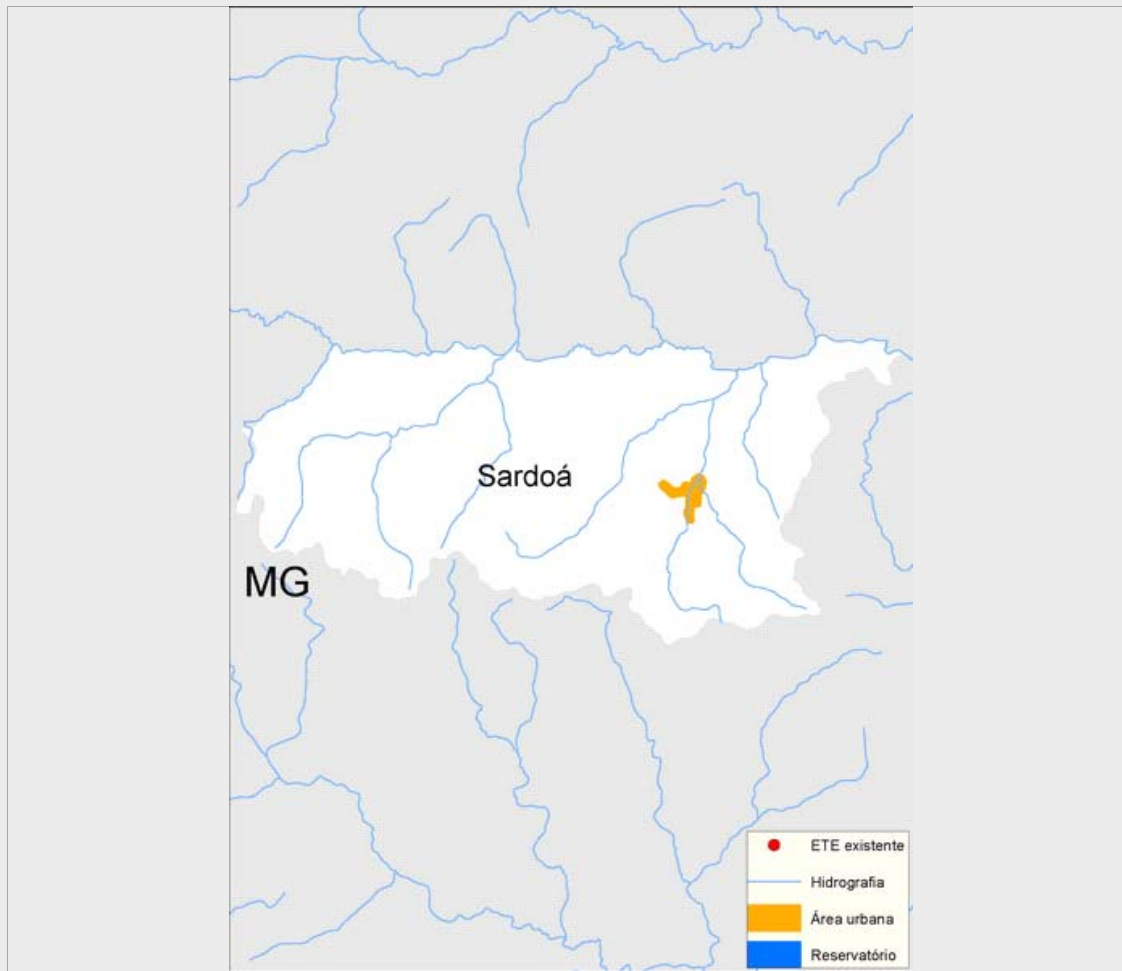 Sardoá
MG
ETE existente
Hidrografia
Área urbana
Reservatório